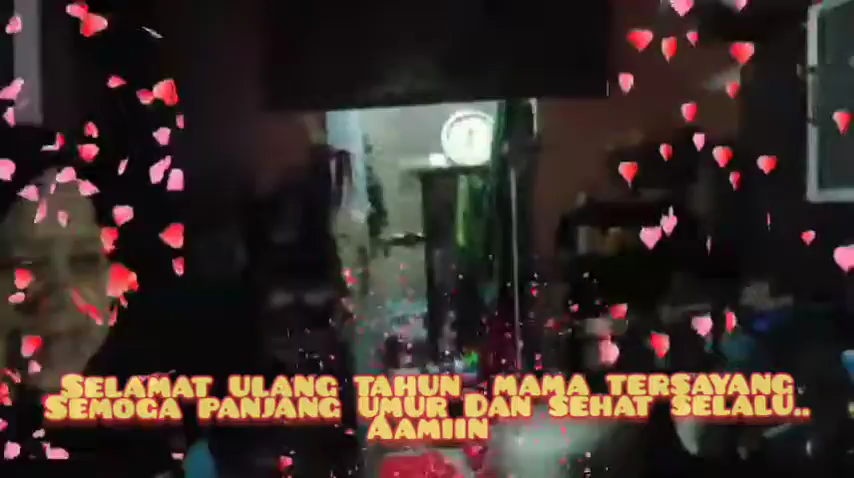 Selamat ulang tahun, mama tersayang
Semoga panjang umur dan sehat selalu..
Aamiin